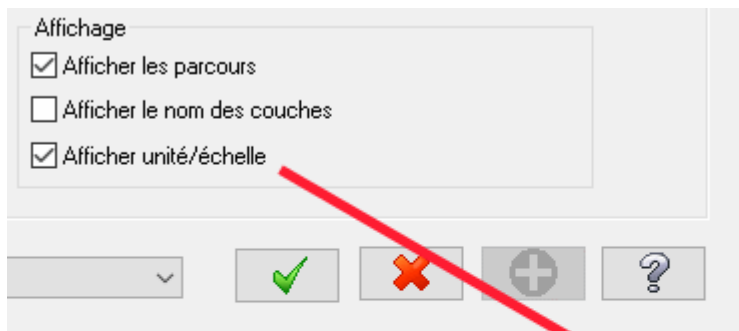 Affichage
Afficher les parcours
Afficher le nom des couches
Afficher unité/échelle